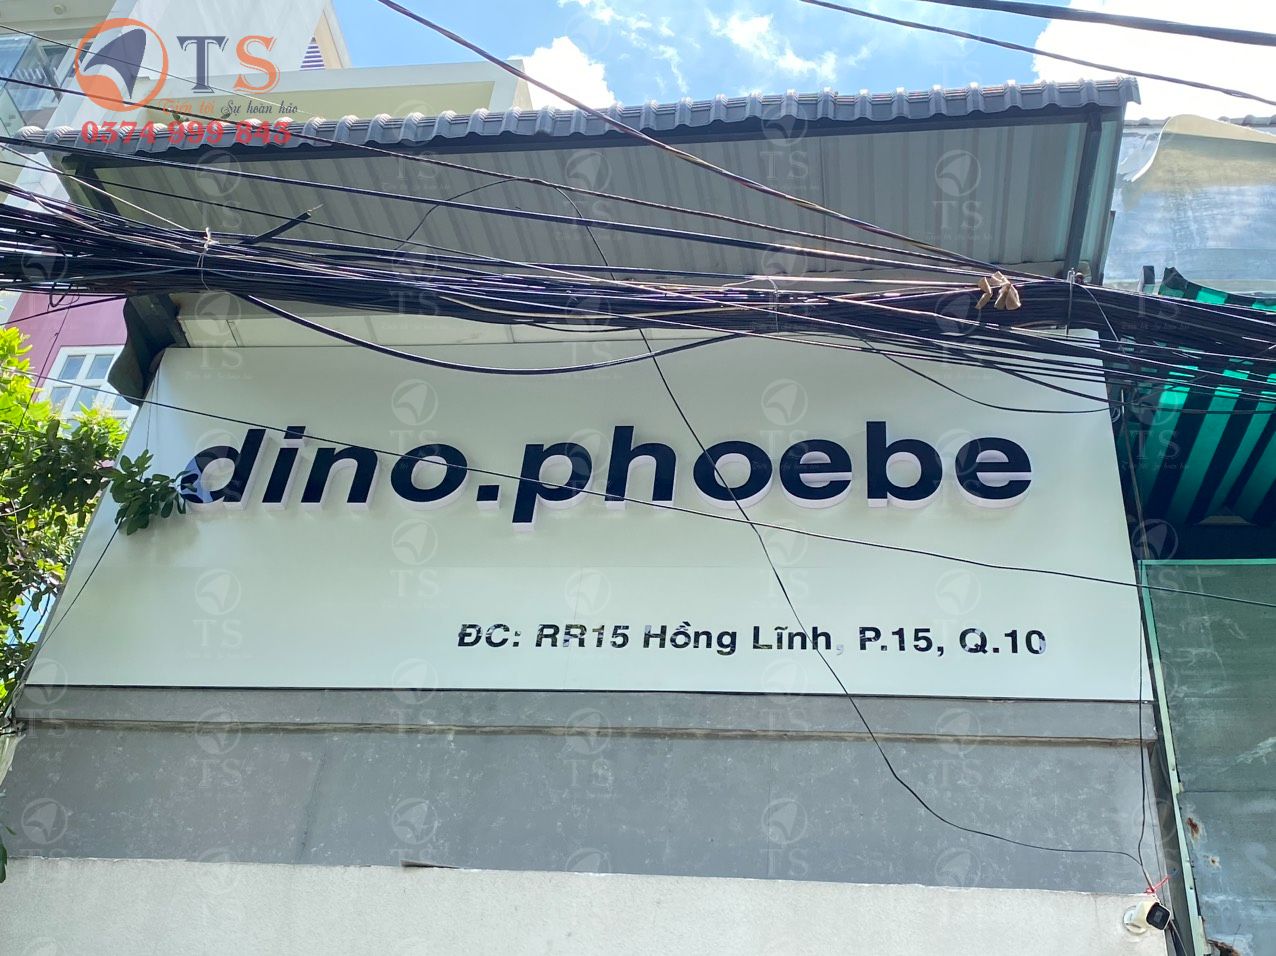 TS
Tiến tới Sự hoàn hảo
0374 999 845
dino.phoebe
ĐC: RR15 Hồng Lĩnh, P.15, Q.10